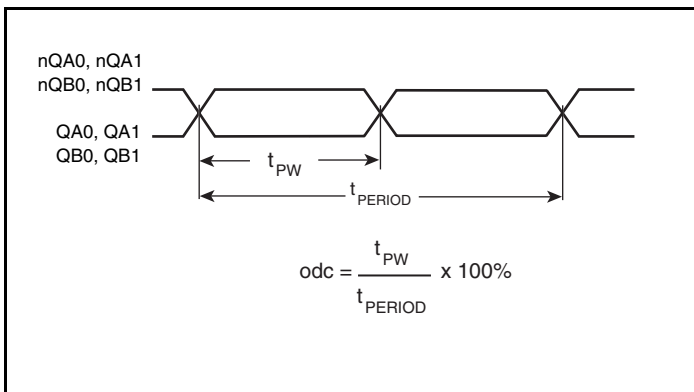 nQA0, nQA1
nQB0, nQB1
QA0, QA1
QB0, QB1
tPW
tPERIOD
odc = tPW / tPERIOD x 100%